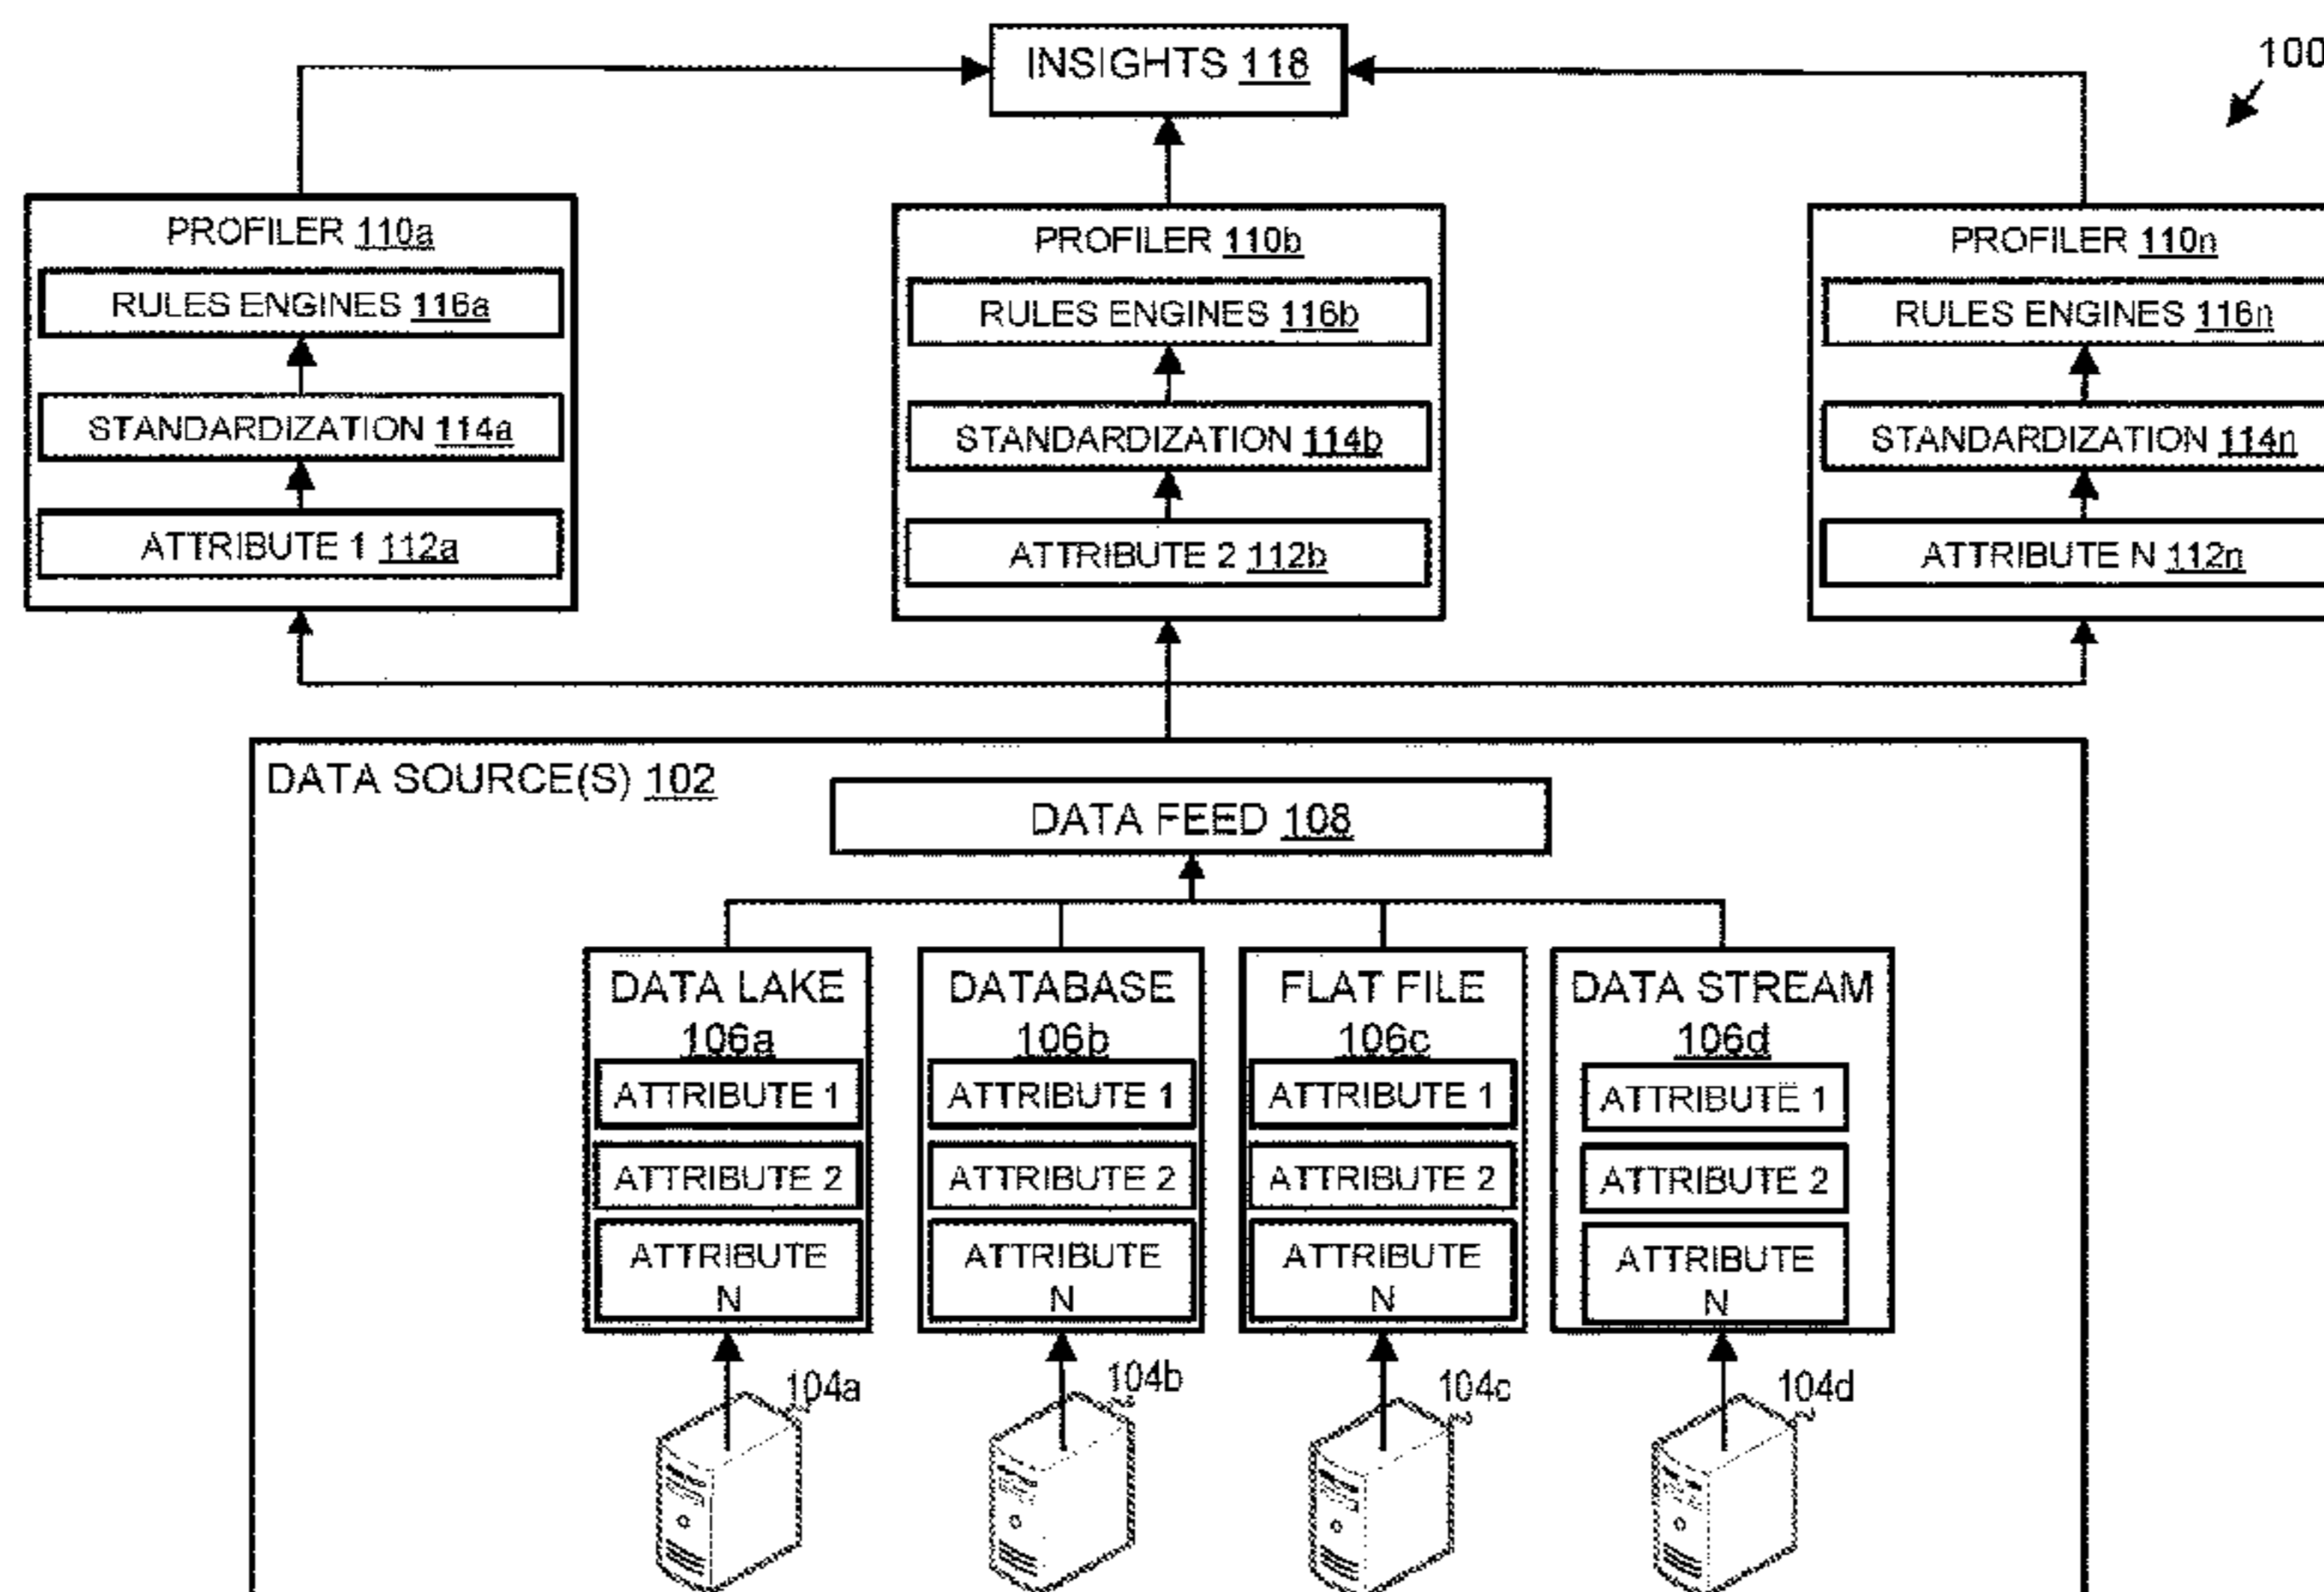 INSIGHTS 118
100
PROFILER 110a
RULES ENGINES 116a
STANDARDIZATION 114a
ATTRIBUTE 1 112a
PROFILER 110b
RULES ENGINES 116b
STANDARDIZATION 114b
ATTRIBUTE 2 112b
PROFILER 110n
RULES ENGINES 116n
STANDARDIZATION 114n
ATTRIBUTE N 112n
DATA SOURCE(S) 102
DATA FEED 108
DATA LAKE
106a
ATTRIBUTE 1
ATTRIBUTE 2
ATTRIBUTE
N
DATABASE
106b
ATTRIBUTE 1
ATTRIBUTE 2
ATTRIBUTE
N
FLAT FILE
106c
ATTRIBUTE 1
ATTRIBUTE 2
ATTRIBUTE
N
DATA STREAM
106d
ATTRIBUTE 1
ATTRIBUTE 2
ATTRIBUTE
N
104a
104b
104c
104d